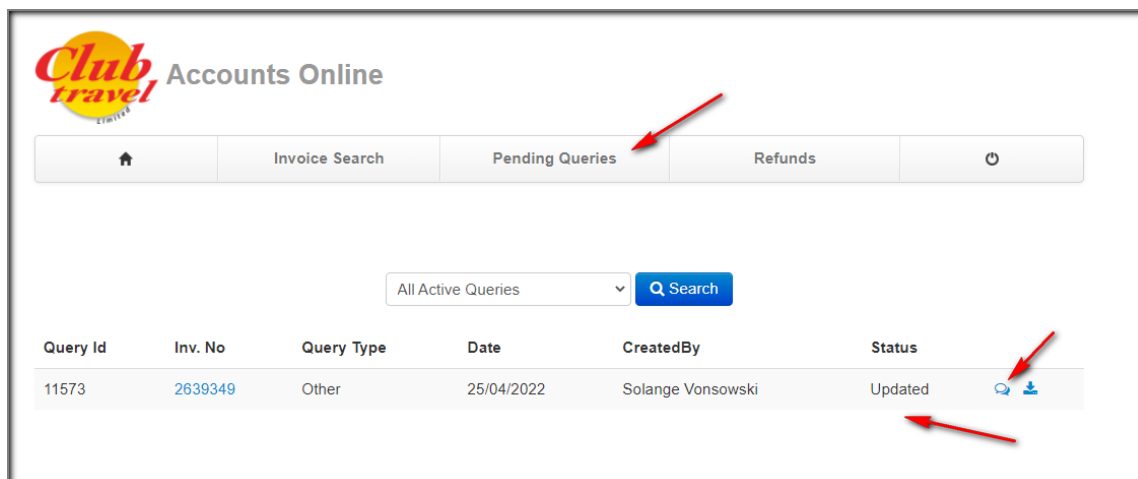 Club
travel
Limited
Accounts Online
Invoice Search Pending Queries Refunds
All Active Queries Search
Query Id Inv. No Query Type Date CreatedBy Status
11573 2639349 Other 25/04/2022 Solange Vonsowski Updated